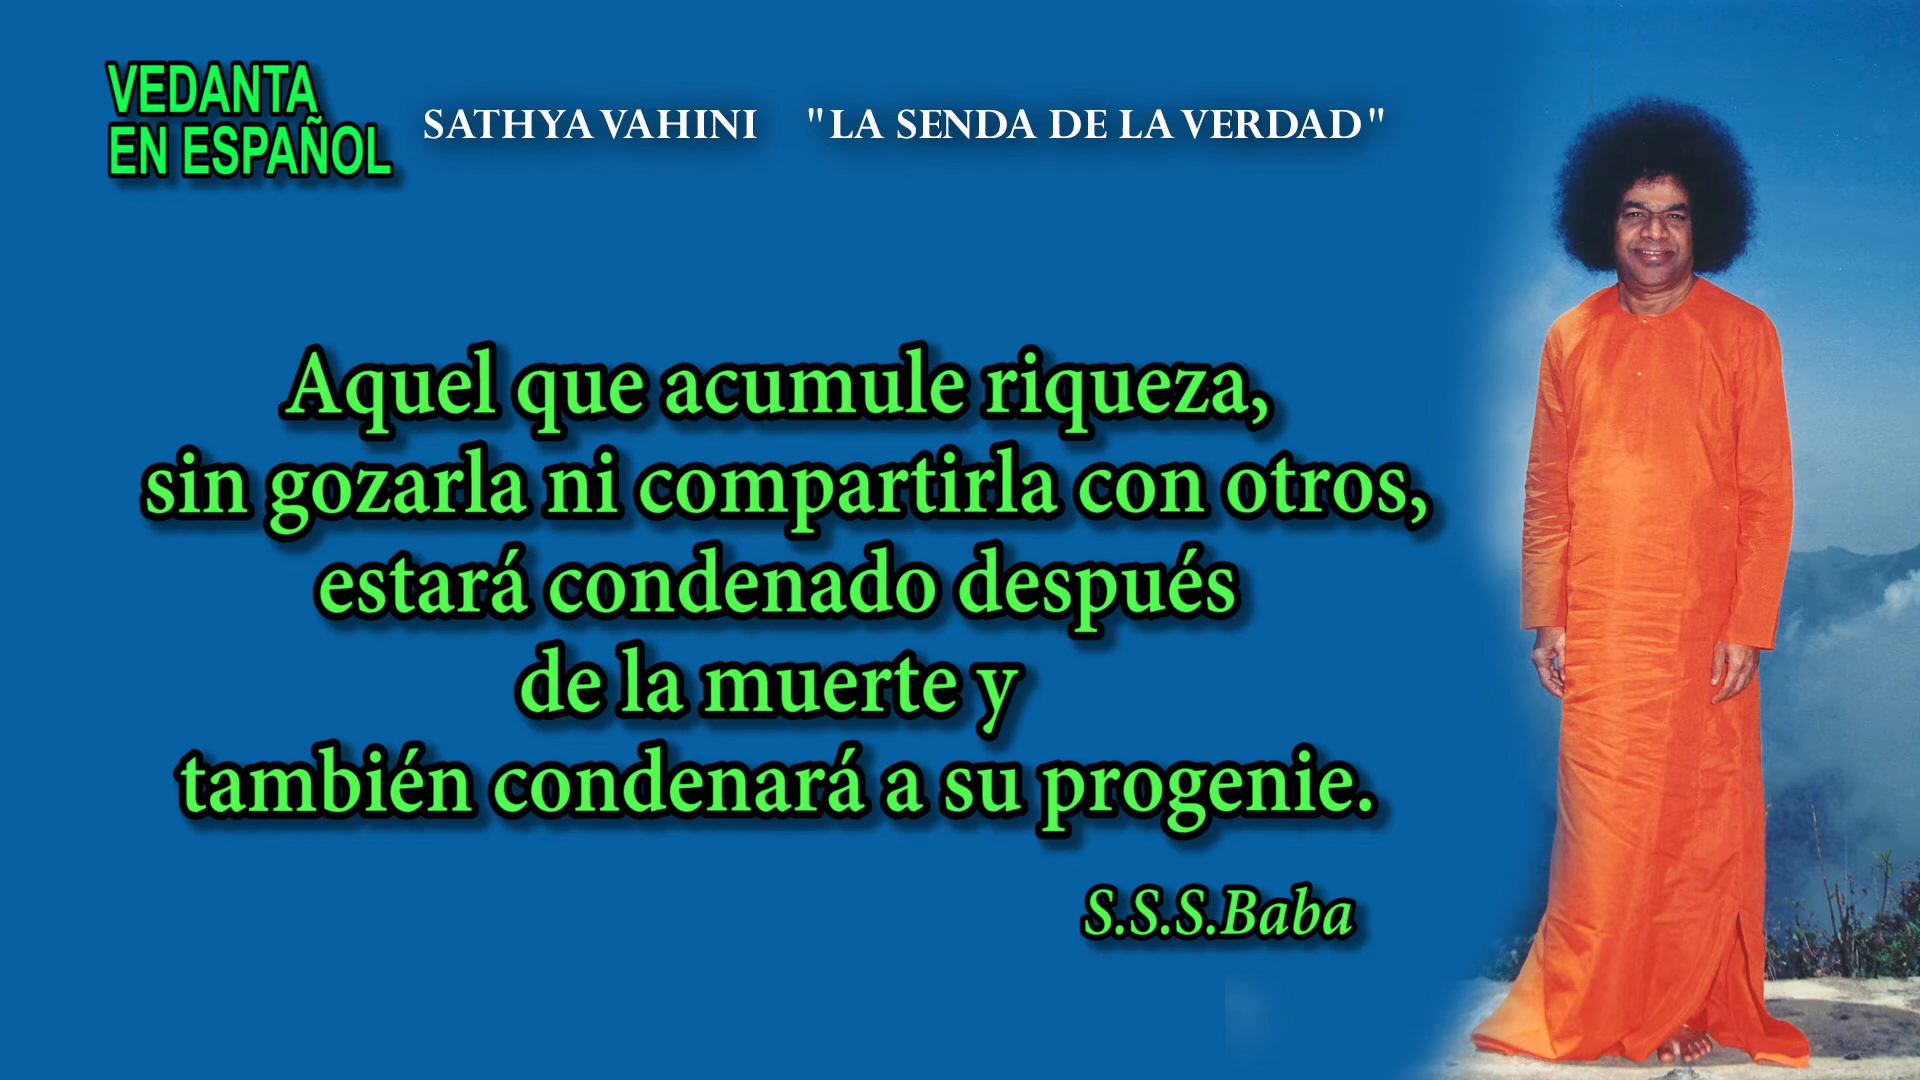 VEDANTA
EN ESPAÑOL
SATHYA VAHINI "LA SENDA DE LA VERDAD"
Aquel que acumule riqueza,
sin gozarla ni compartirla con otros,
estará condenado después
de la muerte y
también condenará a su progenie.
S.S.S.Baba